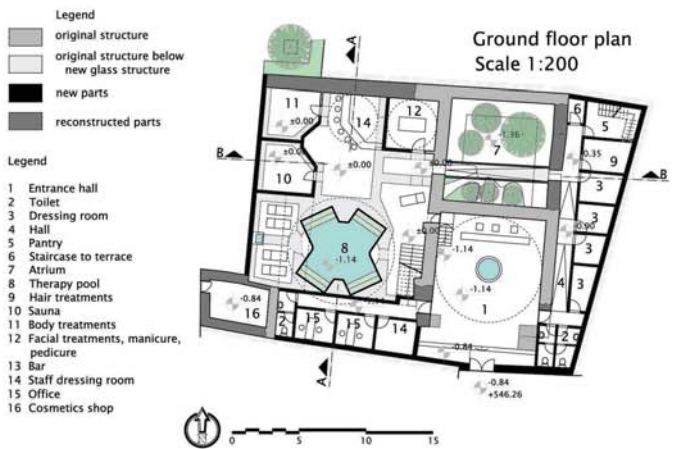 Legend
original structure
original structure below
new glass structure
new parts
reconstructed parts
Legend
1 Entrance hall
2 Toilet
3 Dressing room
4 Hall
5 Pantry
6 Staircase to terrace
7 Atrium
8 Therapy pool
9 Hair treatments
10 Sauna
11 Body treatments
12 Facial treatments, manicure,
pedicure
13 Bar
14 Staff dressing room
15 Office
16 Cosmetics shop
Ground floor plan
Scale 1:200
A
11
±0.00
14
12
-1.36
7
6
5
B
±0.00
±0.00
±0.00
0.35
9
B
10
3
3
8
-1.14
±0.00
-1.14
-0.90
3
4
3
-1.14
1
-0.84
16
2
15
15
14
-0.84
2
A
-0.84
+546.26
0
5
10
15